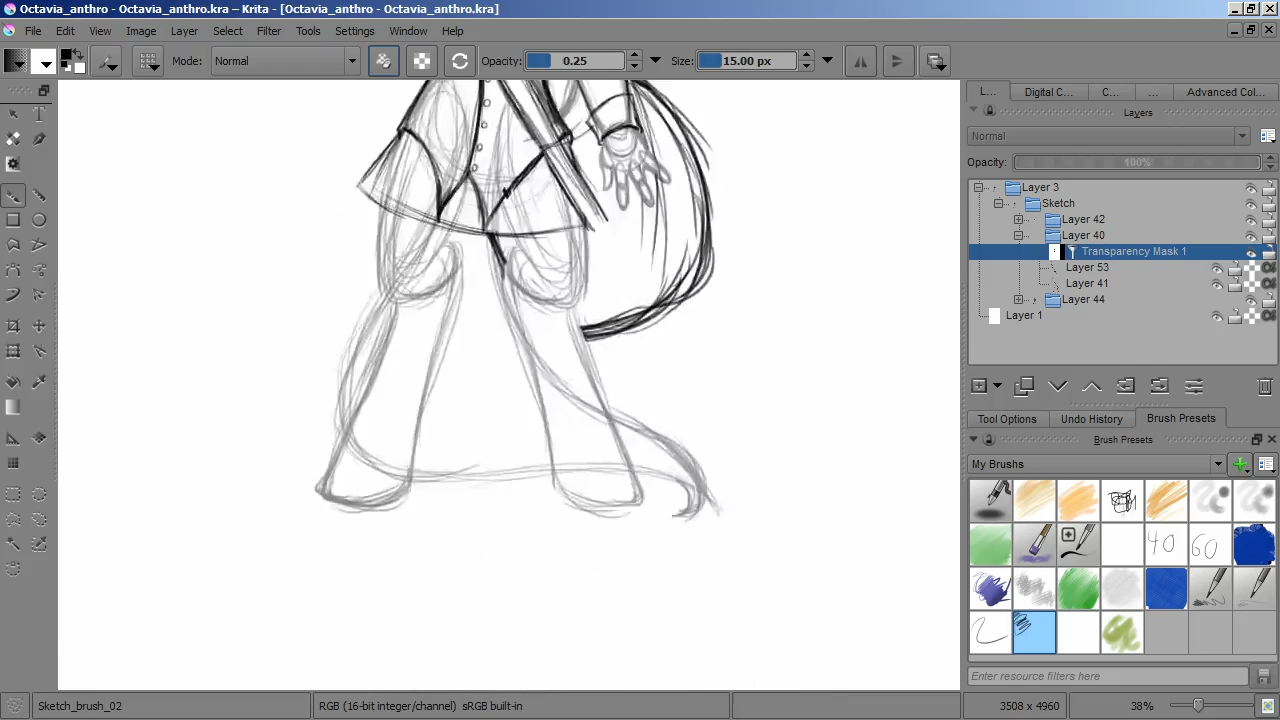 Octavia_anthro - Octavia_anthro.kra - Krita - [Octavia_anthro - Octavia_anthro.kra]
File Edit View Image Layer Select Filter Tools Settings Window Help
Mode: Normal Opacity: 0.25 Size: 15.00 px
L... Digital C... C... ... Advanced Col...
Layers
Normal
Opacity: 100%
Layer 3
Sketch
Layer 42
Layer 40
Transparency Mask 1
Layer 53
Layer 41
Layer 44
Layer 1
Tool Options Undo History Brush Presets
Brush Presets
My Brushes
40 60
Enter resource filters here
Sketch_brush_02 RGB (16-bit integer/channel) sRGB built-in 3508 x 4960 38%